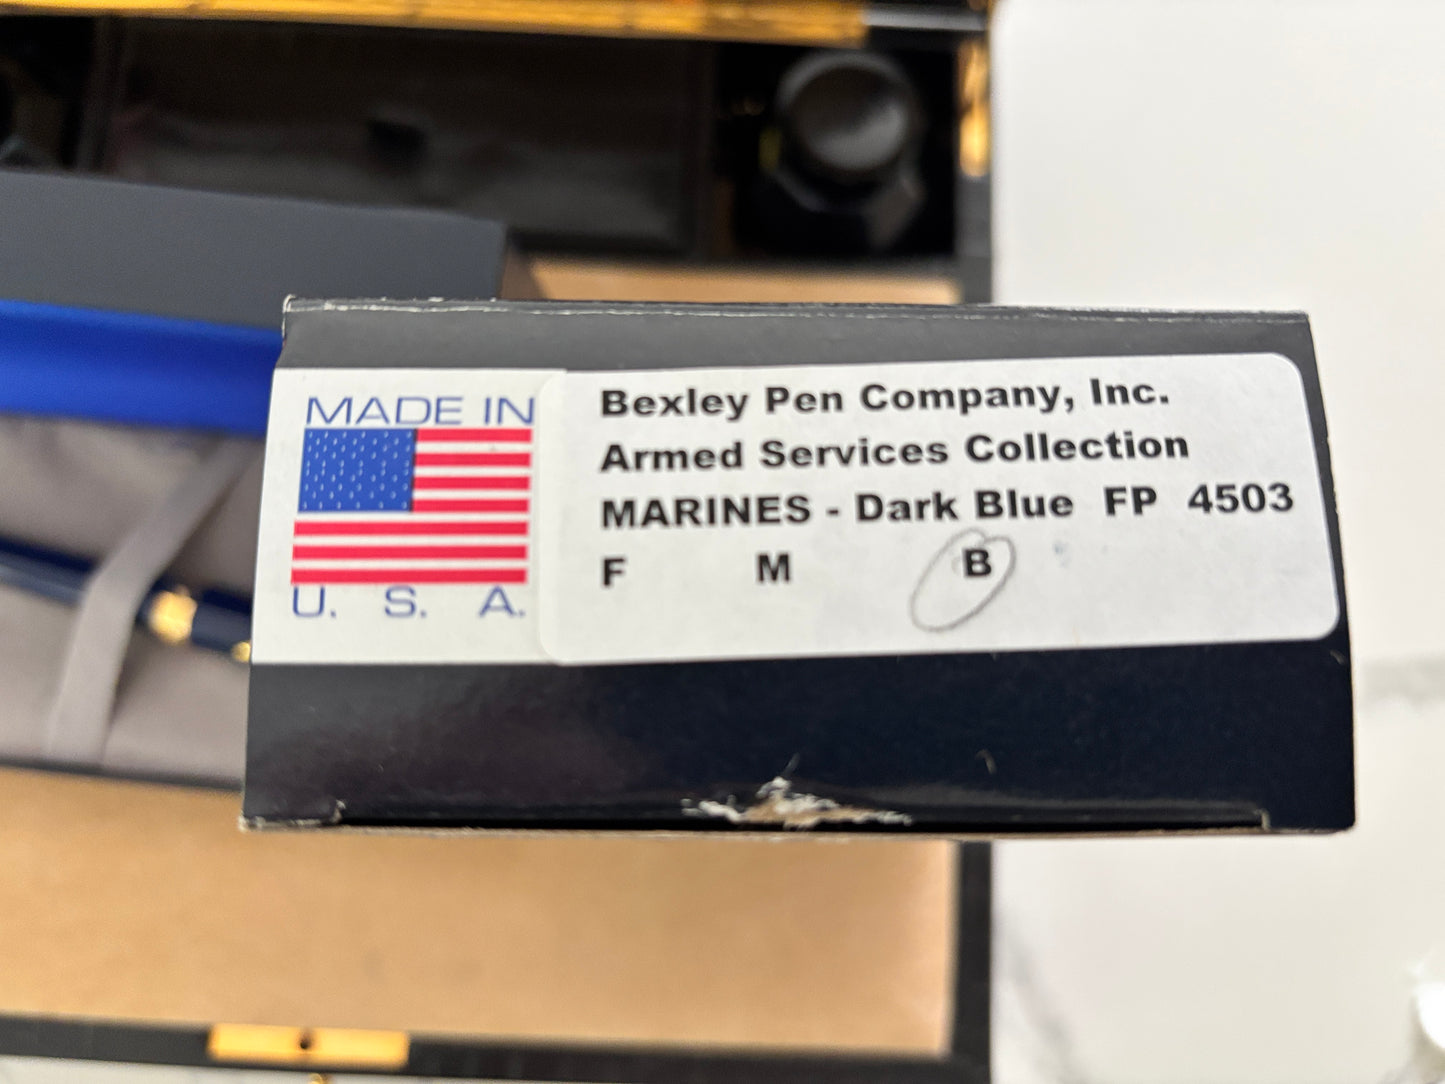 MADE IN
U. S. A.
Bexley Pen Company, Inc.
Armed Services Collection
MARINES - Dark Blue FP 4503
F M B